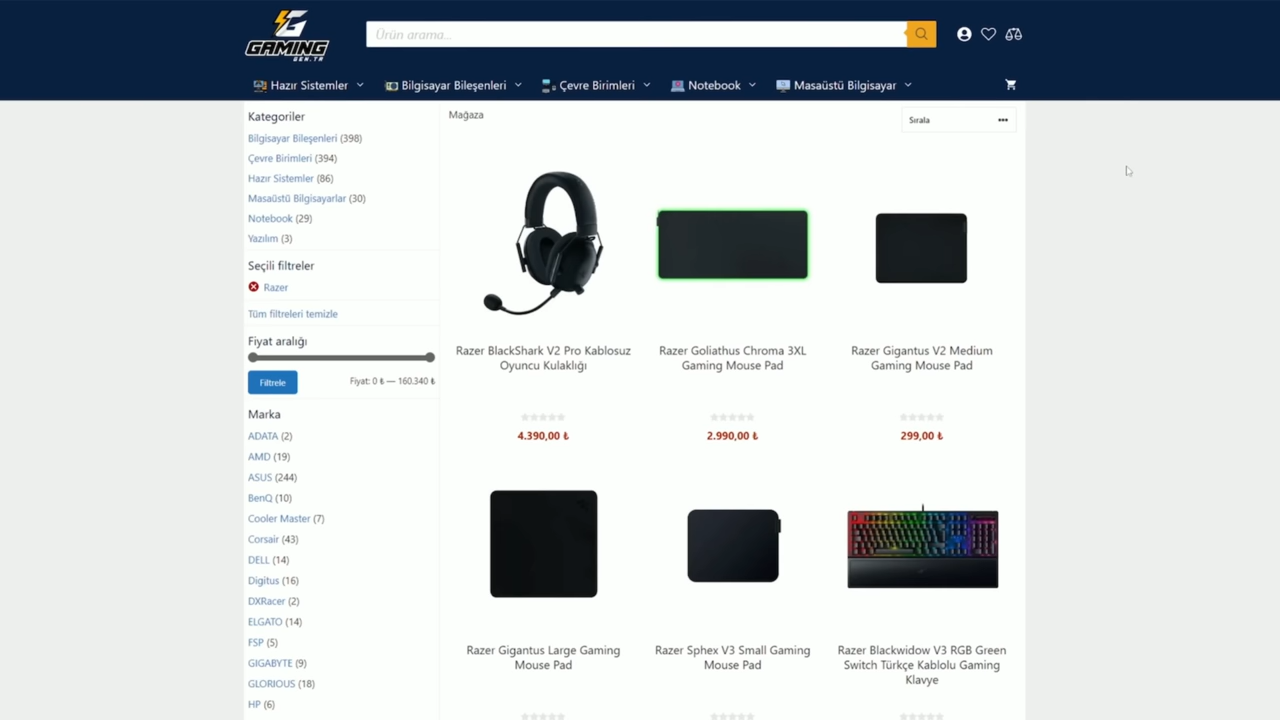 GAMING
GEN.TR
Ürün arama...
Hazır Sistemler
Bilgisayar Bileşenleri
Çevre Birimleri
Notebook
Masaüstü Bilgisayar
Kategoriler
Bilgisayar Bileşenleri (398)
Çevre Birimleri (394)
Hazır Sistemler (86)
Masaüstü Bilgisayarlar (30)
Notebook (29)
Yazılım (3)
Seçili filtreler
Razer
Tüm filtreleri temizle
Fiyat aralığı
Filtrele
Fiyat: 0 ₺ — 160.340 ₺
Marka
ADATA (2)
AMD (19)
ASUS (244)
BenQ (10)
Cooler Master (7)
Corsair (43)
DELL (14)
Digitus (16)
DXRacer (2)
ELGATO (14)
FSP (5)
GIGABYTE (9)
GLORIOUS (18)
HP (6)
Mağaza
Sırala
Razer BlackShark V2 Pro Kablosuz
Oyuncu Kulaklığı
4.390,00 ₺
Razer Goliathus Chroma 3XL
Gaming Mouse Pad
2.990,00 ₺
Razer Gigantus V2 Medium
Gaming Mouse Pad
299,00 ₺
Razer Gigantus Large Gaming
Mouse Pad
Razer Sphex V3 Small Gaming
Mouse Pad
Razer Blackwidow V3 RGB Green
Switch Türkçe Kablolu Gaming
Klavye